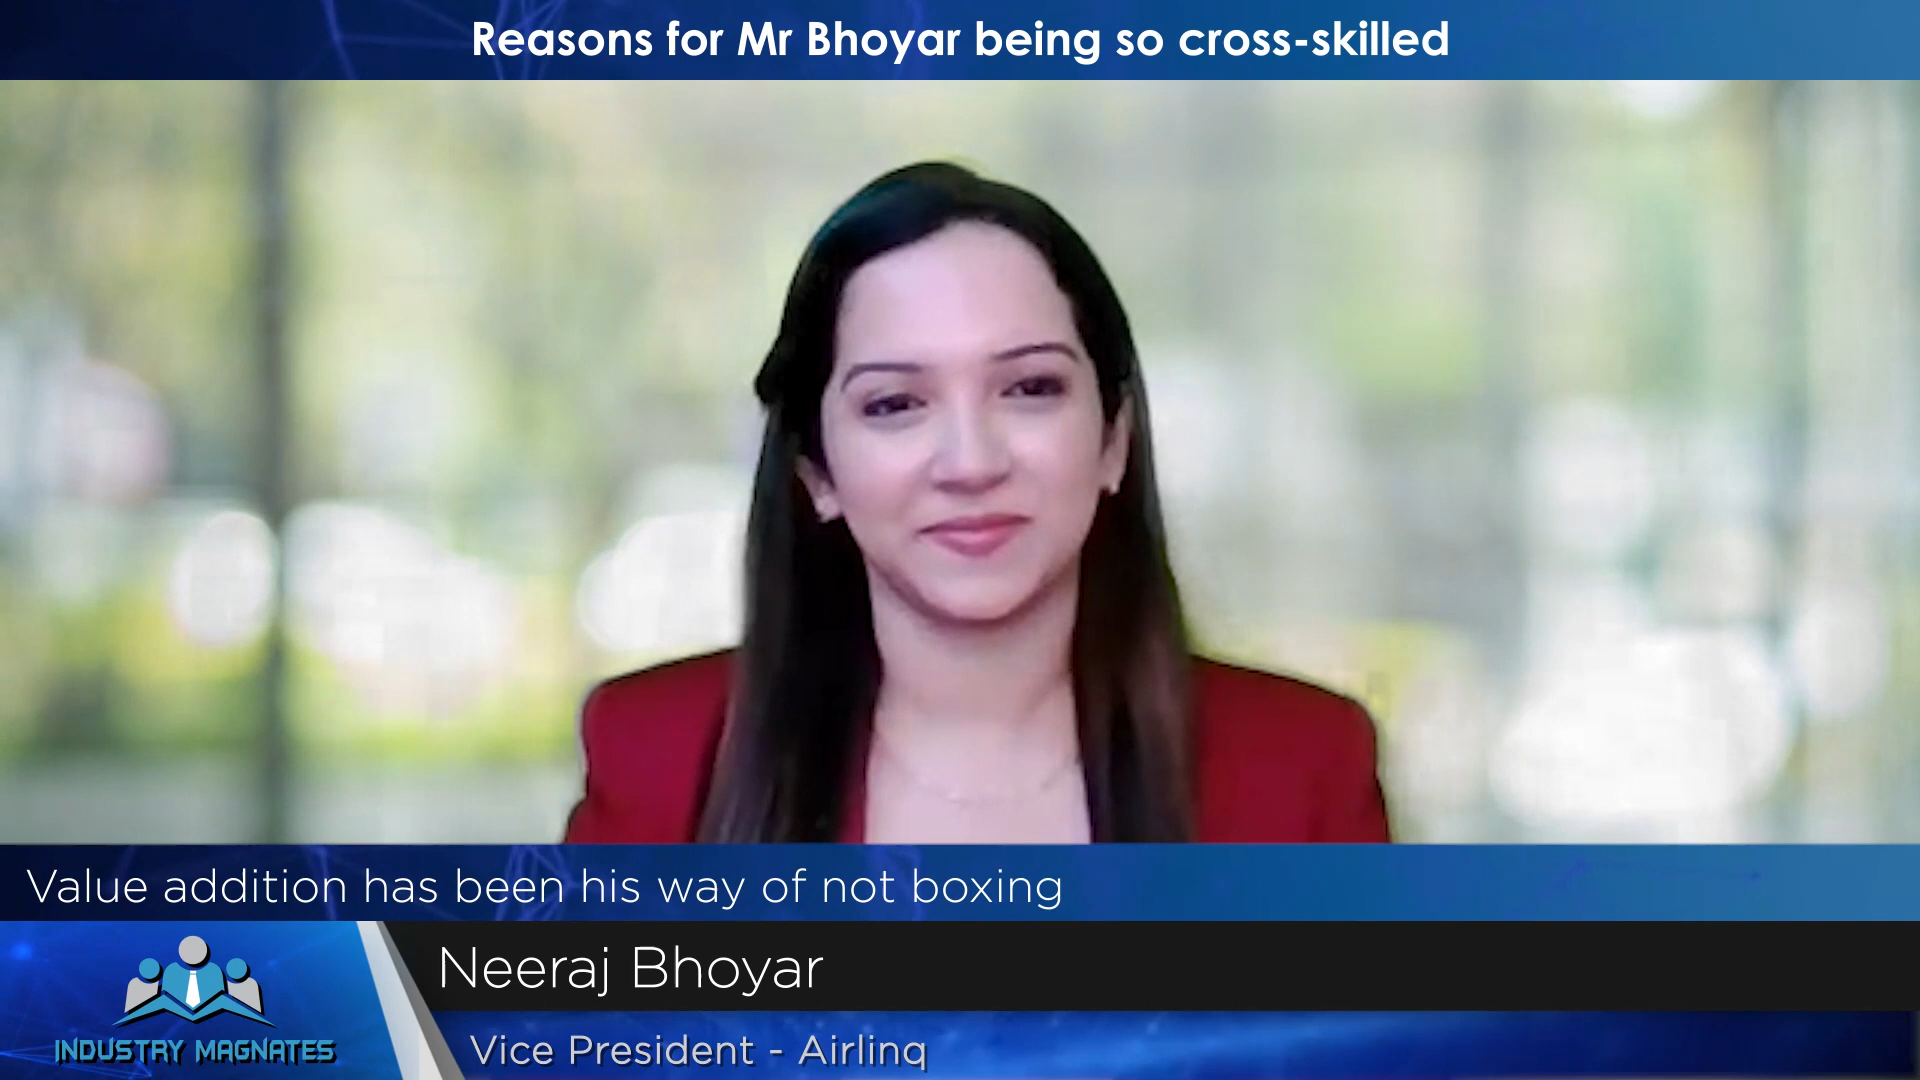 Reasons for Mr Bhoyar being so cross-skilled
Value addition has been his way of not boxing
Neeraj Bhoyar
INDUSTRY MAGNATES
Vice President - Airlinq